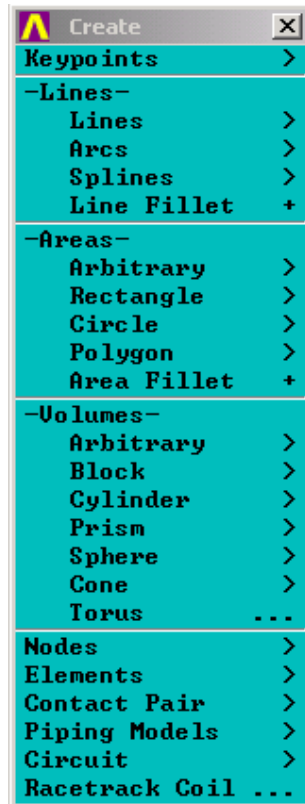 Create
Keypoints >
-Lines-
Lines >
Arcs >
Splines >
Line Fillet +
-Areas-
Arbitrary >
Rectangle >
Circle >
Polygon >
Area Fillet +
-Volumes-
Arbitrary >
Block >
Cylinder >
Prism >
Sphere >
Cone >
Torus ...
Nodes >
Elements >
Contact Pair >
Piping Models >
Circuit >
Racetrack Coil ...